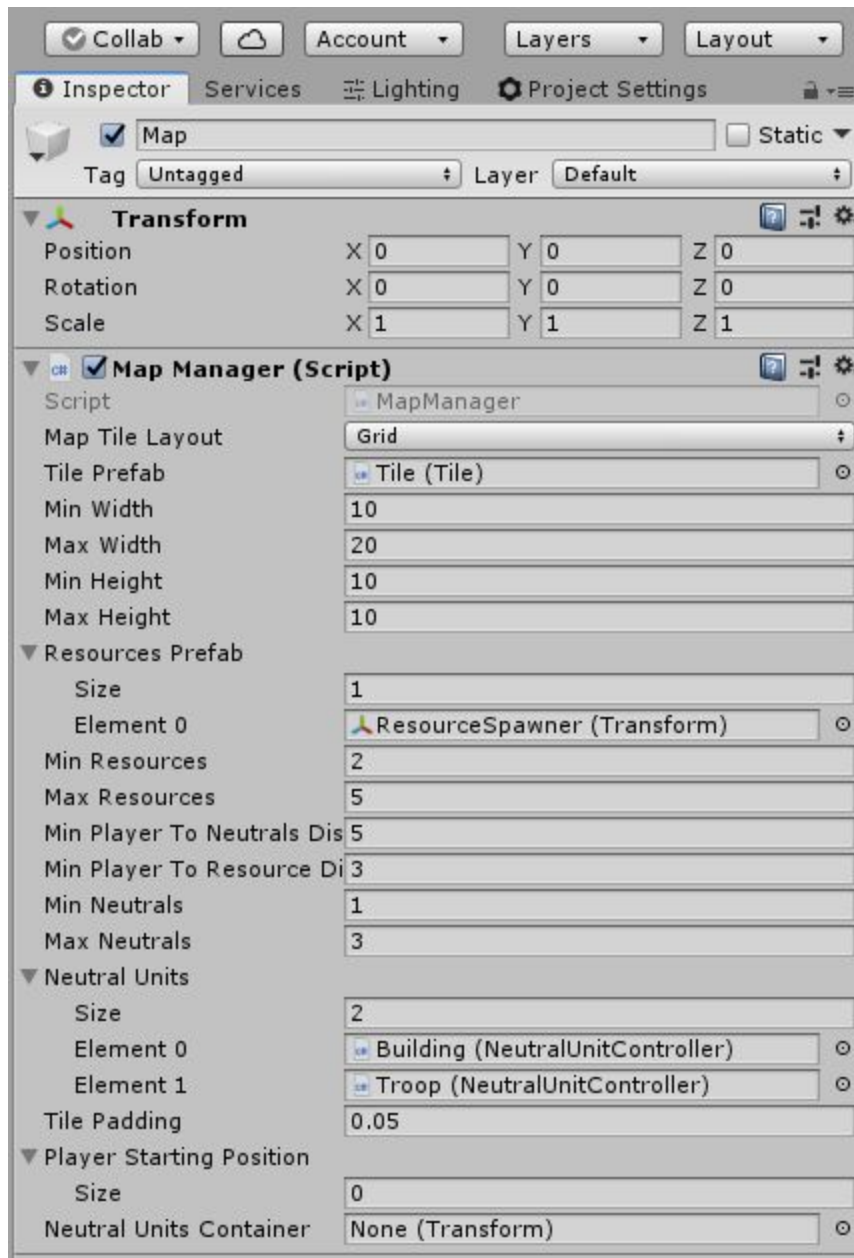 Collab Account Layers Layout
Inspector Services Lighting Project Settings
Map Static
Tag Untagged Layer Default
Transform
Position X 0 Y 0 Z 0
Rotation X 0 Y 0 Z 0
Scale X 1 Y 1 Z 1
c# Map Manager (Script)
Script MapManager
Map Tile Layout Grid
Tile Prefab Tile (Tile)
Min Width 10
Max Width 20
Min Height 10
Max Height 10
Resources Prefab
Size 1
Element 0 ResourceSpawner (Transform)
Min Resources 2
Max Resources 5
Min Player To Neutrals Dis 5
Min Player To Resource Di 3
Min Neutrals 1
Max Neutrals 3
Neutral Units
Size 2
Element 0 Building (NeutralUnitController)
Element 1 Troop (NeutralUnitController)
Tile Padding 0.05
Player Starting Position
Size 0
Neutral Units Container None (Transform)